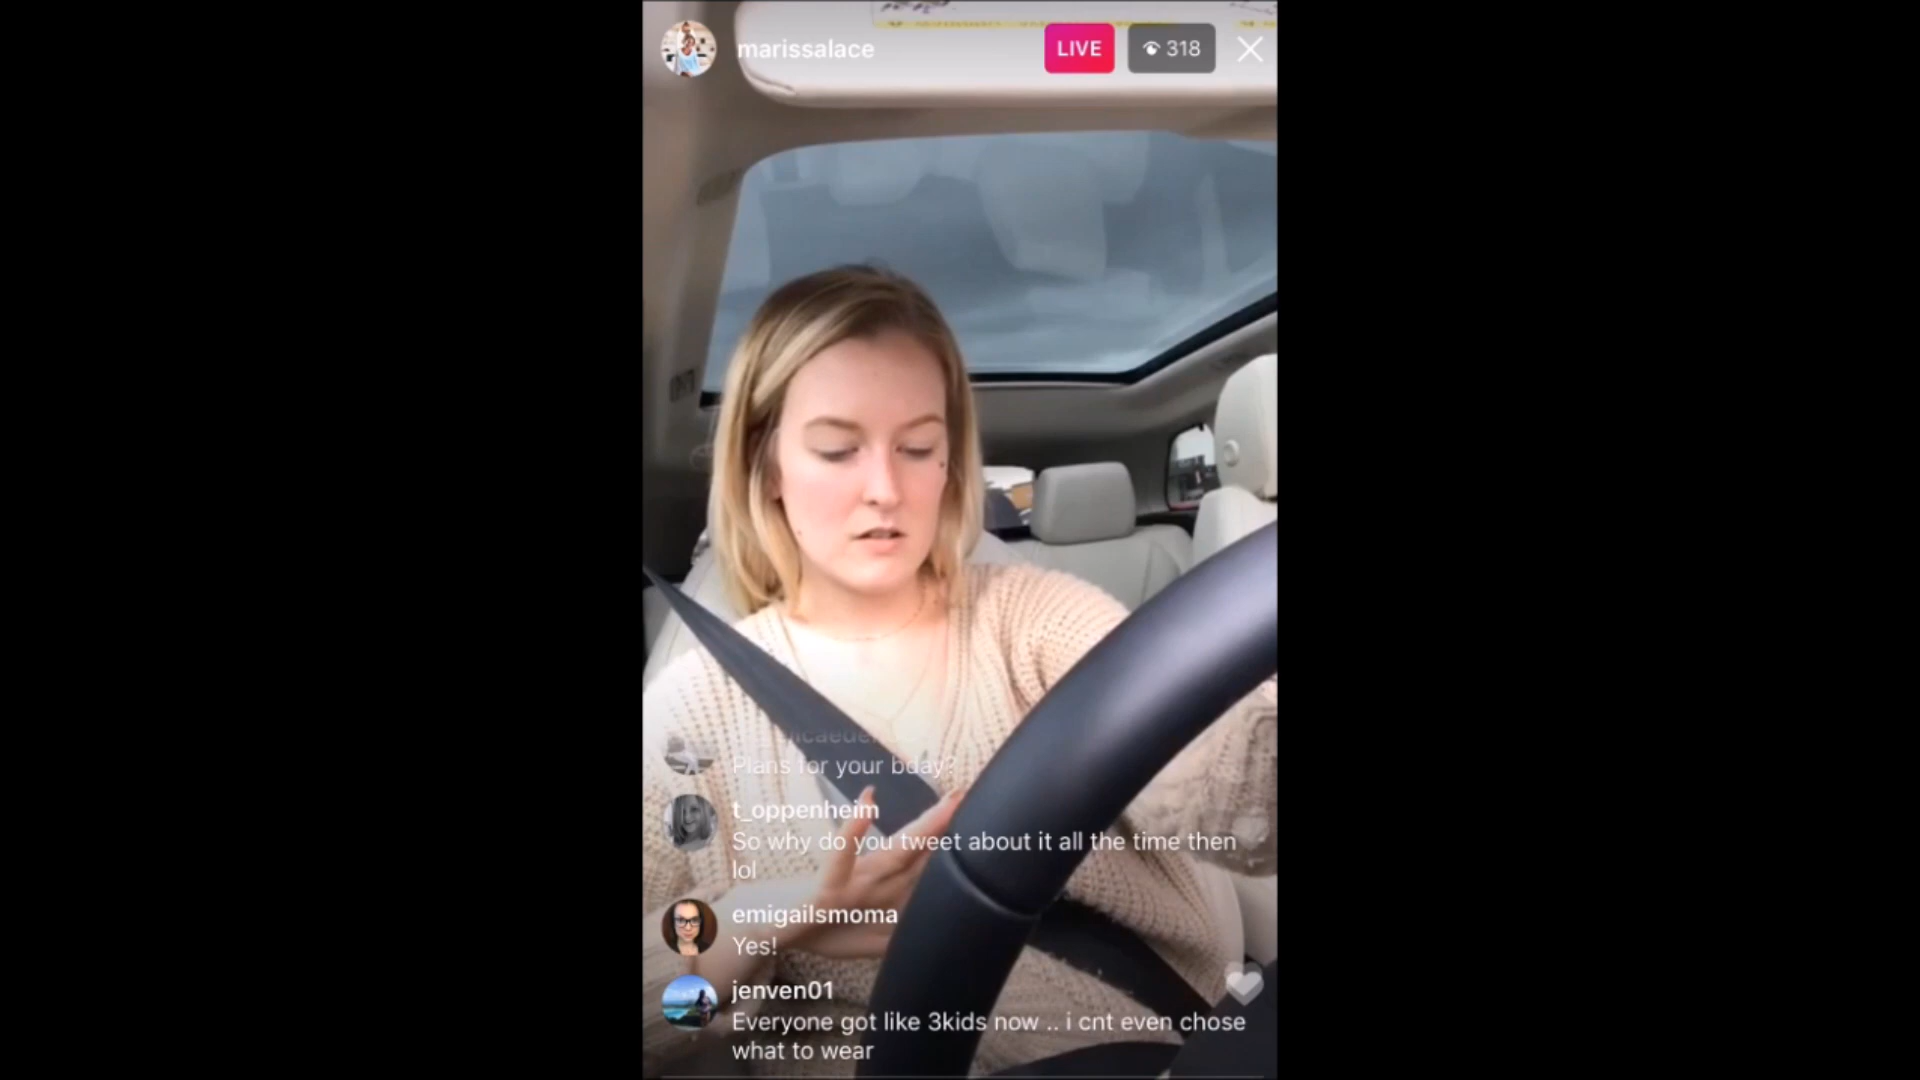 marissalace
LIVE
318
Plans for your bday?
t_oppenheim
So why do you tweet about it all the time then
lol
emigailsmoma
Yes!
jenven01
Everyone got like 3kids now .. i cnt even chose
what to wear